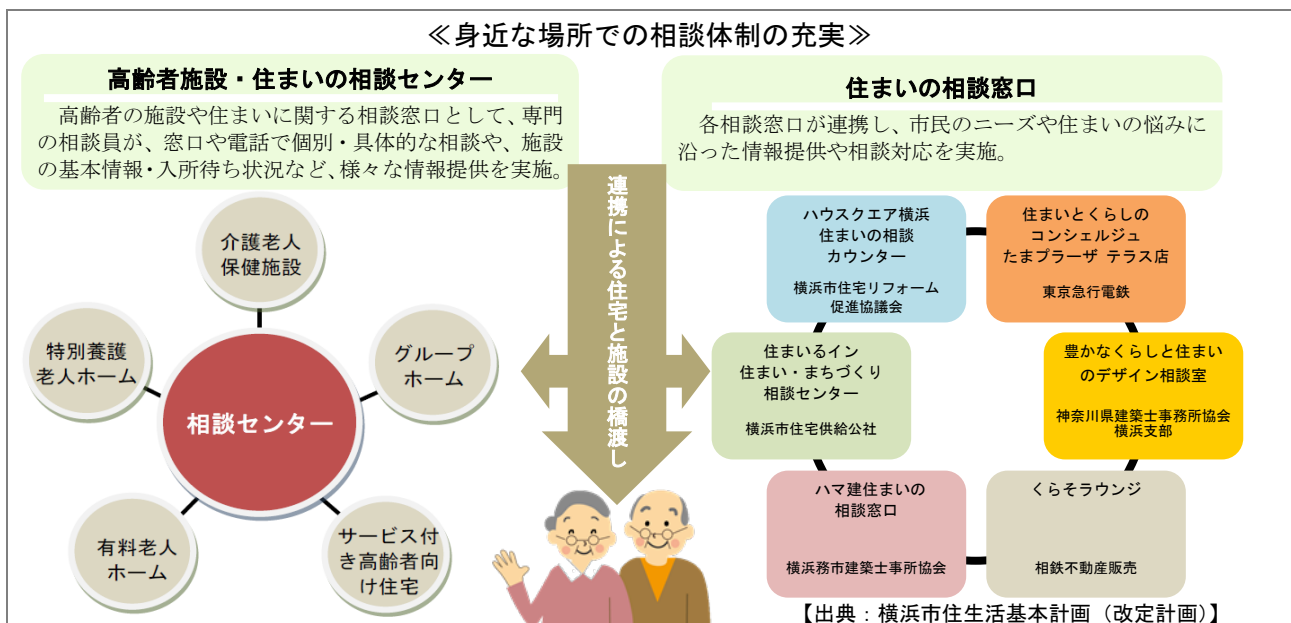 ≪身近な場所での相談体制の充実≫
高齢者施設・住まいの相談センター
高齢者の施設や住まいに関する相談窓口として、専門
の相談員が、窓口や電話で個別・具体的な相談や、施設
の基本情報・入所待ち状況など、様々な情報提供を実施。
介護老人
保健施設
特別養護
老人ホーム
グループ
ホーム
相談センター
有料老人
ホーム
サービス付
き高齢者向
け住宅
連携による住宅と施設の橋渡し
住まいの相談窓口
各相談窓口が連携し、市民のニーズや住まいの悩みに
沿った情報提供や相談対応を実施。
ハウスクエア横浜
住まいの相談
カウンター
横浜市住宅リフォーム
促進協議会
住まいとくらしの
コンシェルジュ
たまプラーザ テラス店
東京急行電鉄
住まいるイン
住まい・まちづくり
相談センター
横浜市住宅供給公社
豊かなくらしと住まい
のデザイン相談室
神奈川県建築士事務所協会
横浜支部
ハマ建住まいの
相談窓口
横浜務市建築士事所協会
くらそラウンジ
相鉄不動産販売
【出典：横浜市住生活基本計画（改定計画）】